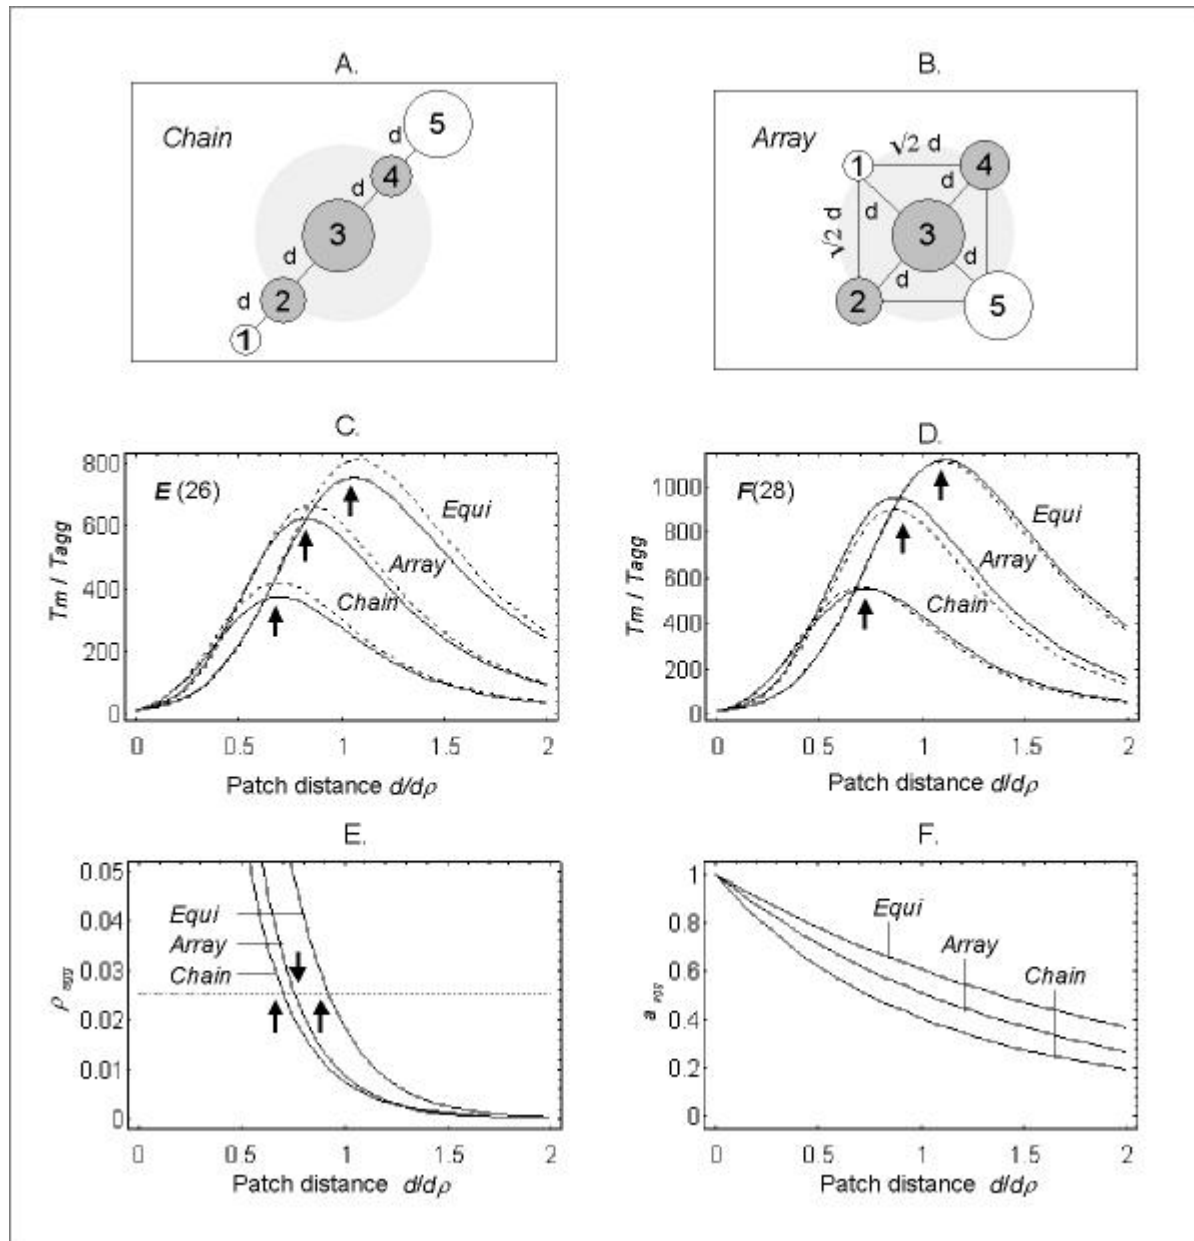 A.
Chain
5
d
4
d
3
d
2
d
1
B.
Array
√2 d
1
4
d
d
√2 d
3
d
d
2
5
C.
E (26)
Equi
Array
Chain
Tm / Tagg
800
600
400
200
0
0 0.5 1 1.5 2
Patch distance d/dρ
D.
F(28)
Equi
Array
Chain
Tm / Tagg
1000
800
600
400
200
0
0 0.5 1 1.5 2
Patch distance d/dρ
E.
0.05
0.04
0.03
0.02
0.01
0
Equi
Array
Chain
ρ agg
0 0.5 1 1.5 2
Patch distance d/dρ
F.
1
0.8
0.6
0.4
0.2
0
Equi
Array
Chain
0 0.5 1 1.5 2
Patch distance d/dρ